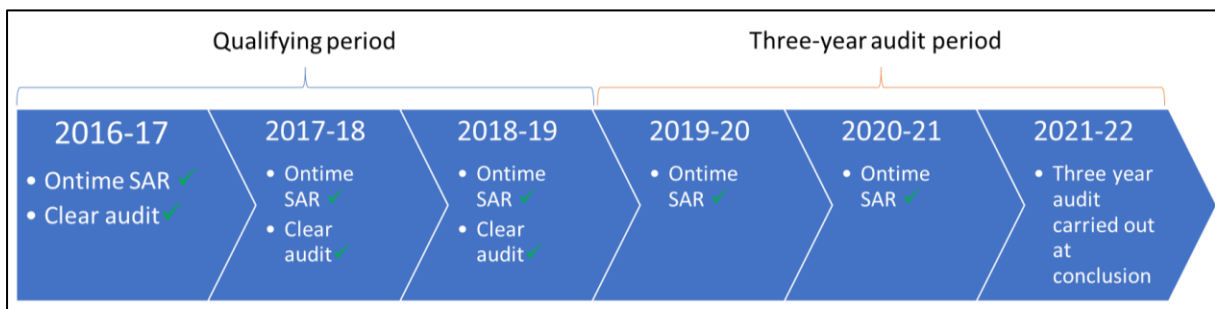 Qualifying period
Three-year audit period
2016-17
• Ontime SAR ✓
• Clear audit ✓
2017-18
• Ontime
SAR ✓
• Clear
audit ✓
2018-19
• Ontime
SAR ✓
• Clear
audit ✓
2019-20
• Ontime
SAR ✓
2020-21
• Ontime
SAR ✓
2021-22
• Three year
audit
carried out
at
conclusion